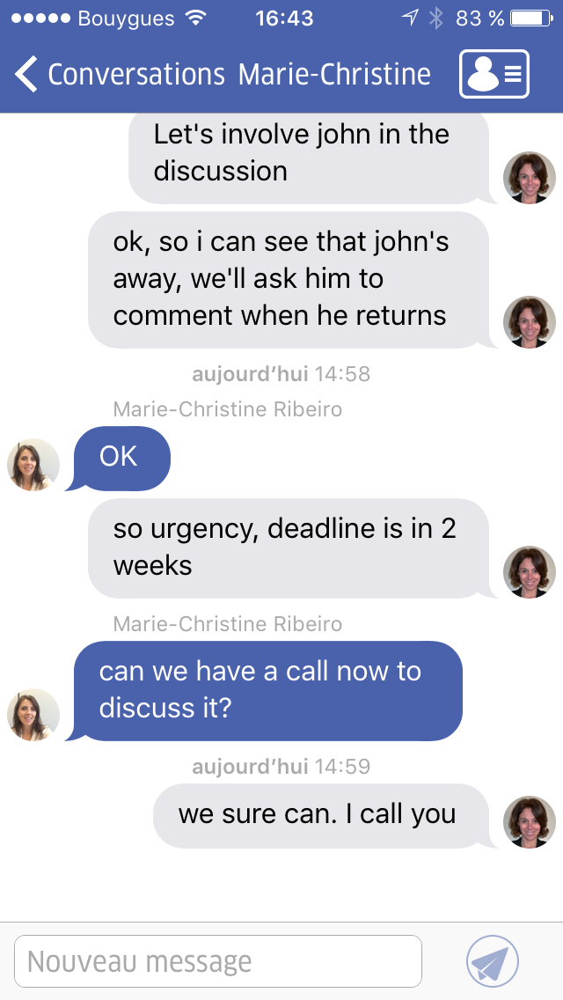 Bouygues 16:43 83 %
Conversations Marie-Christine
Let's involve john in the
discussion
ok, so i can see that john's
away, we'll ask him to
comment when he returns
aujourd’hui 14:58
Marie-Christine Ribeiro
OK
so urgency, deadline is in 2
weeks
Marie-Christine Ribeiro
can we have a call now to
discuss it?
aujourd’hui 14:59
we sure can. I call you
Nouveau message